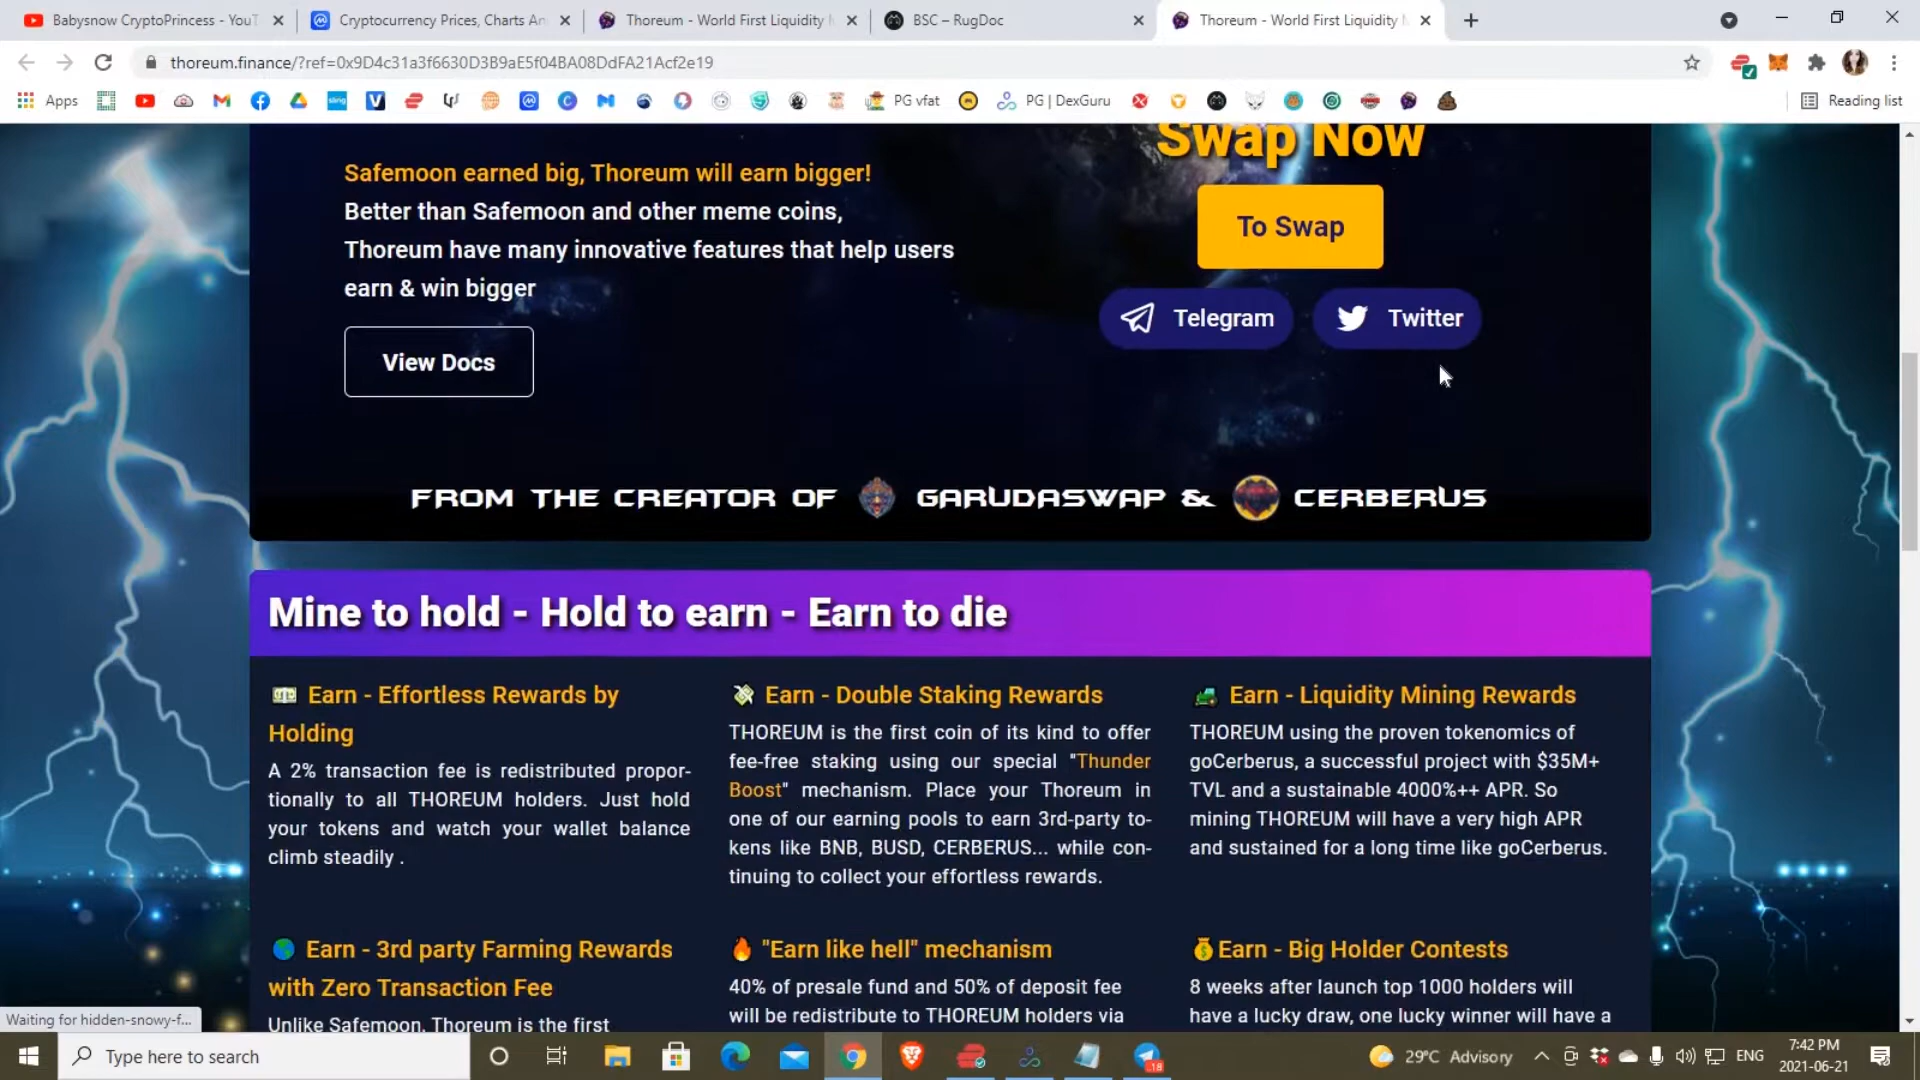 Babysnow CryptoPrincess - YouT
Cryptocurrency Prices, Charts An
Thoreum - World First Liquidity
BSC – RugDoc
Thoreum - World First Liquidity
thoreum.finance/?ref=0x9D4c31a3f6630D3B9aE5f04BA08DdFA21Acf2e19
Apps
PG vfat
PG | DexGuru
Reading list
Swap Now
To Swap
Telegram
Twitter
Safemoon earned big, Thoreum will earn bigger!
Better than Safemoon and other meme coins,
Thoreum have many innovative features that help users
earn & win bigger
View Docs
FROM THE CREATOR OF GARUDASWAP & CERBERUS
Mine to hold - Hold to earn - Earn to die
Earn - Effortless Rewards by
Holding
A 2% transaction fee is redistributed propor-
tionally to all THOREUM holders. Just hold
your tokens and watch your wallet balance
climb steadily .
Earn - Double Staking Rewards
THOREUM is the first coin of its kind to offer
fee-free staking using our special "Thunder
Boost" mechanism. Place your Thoreum in
one of our earning pools to earn 3rd-party to-
kens like BNB, BUSD, CERBERUS... while con-
tinuing to collect your effortless rewards.
Earn - Liquidity Mining Rewards
THOREUM using the proven tokenomics of
goCerberus, a successful project with $35M+
TVL and a sustainable 4000%++ APR. So
mining THOREUM will have a very high APR
and sustained for a long time like goCerberus.
Earn - 3rd party Farming Rewards
with Zero Transaction Fee
Unlike Safemoon, Thoreum is the first
"Earn like hell" mechanism
40% of presale fund and 50% of deposit fee
will be redistribute to THOREUM holders via
Earn - Big Holder Contests
8 weeks after launch top 1000 holders will
have a lucky draw, one lucky winner will have a
Waiting for hidden-snowy-f...
Type here to search
29°C Advisory
ENG
7:42 PM
2021-06-21